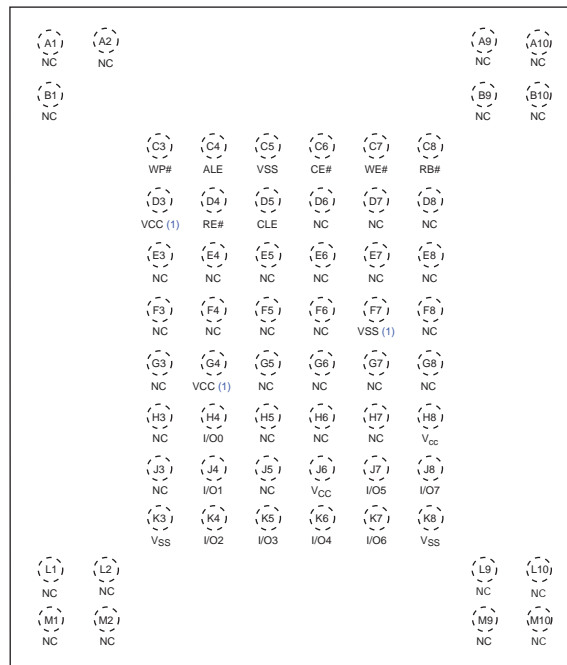 A1 A2 A9 A10
NC NC NC NC
B1 B9 B10
NC NC NC
C3 C4 C5 C6 C7 C8
WP# ALE VSS CE# WE# RB#
D3 D4 D5 D6 D7 D8
VCC (1) RE# CLE NC NC NC
E3 E4 E5 E6 E7 E8
NC NC NC NC NC NC
F3 F4 F5 F6 F7 F8
NC NC NC NC VSS (1) NC
G3 G4 G5 G6 G7 G8
NC VCC (1) NC NC NC NC
H3 H4 H5 H6 H7 H8
NC I/O0 NC NC NC Vcc
J3 J4 J5 J6 J7 J8
NC I/O1 NC VCC I/O5 I/O7
K3 K4 K5 K6 K7 K8
VSS I/O2 I/O3 I/O4 I/O6 VSS
L1 L2 L9 L10
NC NC NC NC
M1 M2 M9 M10
NC NC NC NC